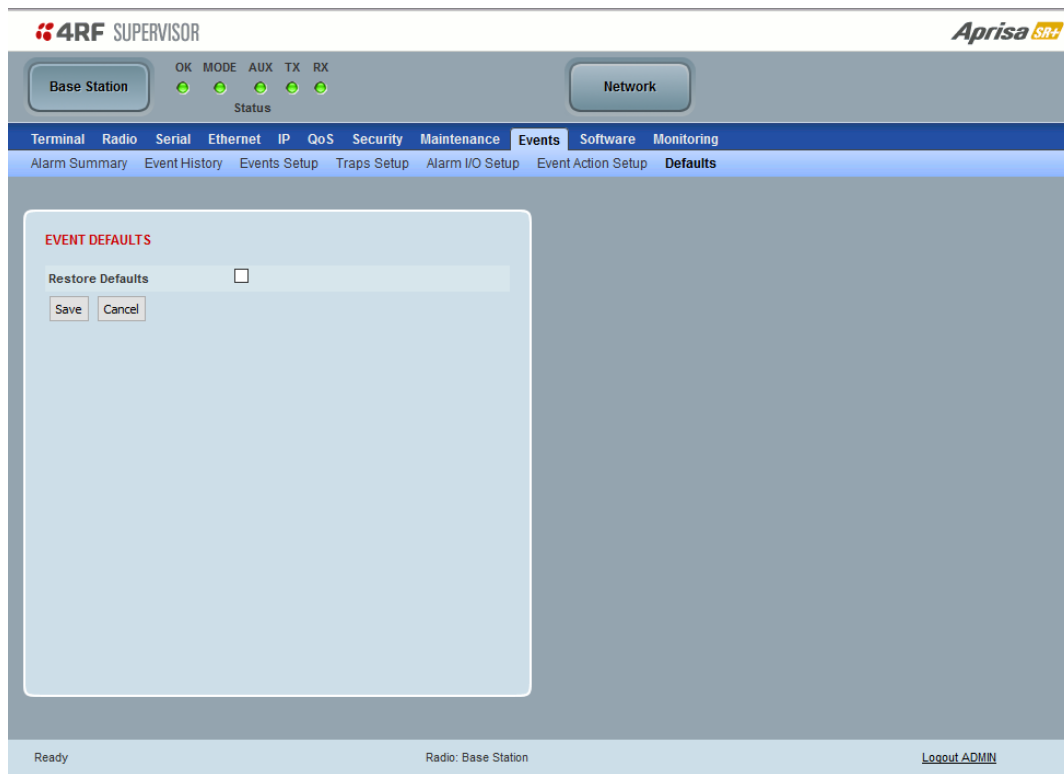 4RF SUPERVISOR
Aprisa SR+
Base Station
OK MODE AUX TX RX
Status
Network
Terminal Radio Serial Ethernet IP QoS Security Maintenance Events Software Monitoring
Alarm Summary Event History Events Setup Traps Setup Alarm I/O Setup Event Action Setup Defaults
EVENT DEFAULTS
Restore Defaults
Save Cancel
Ready Radio: Base Station Logout ADMIN